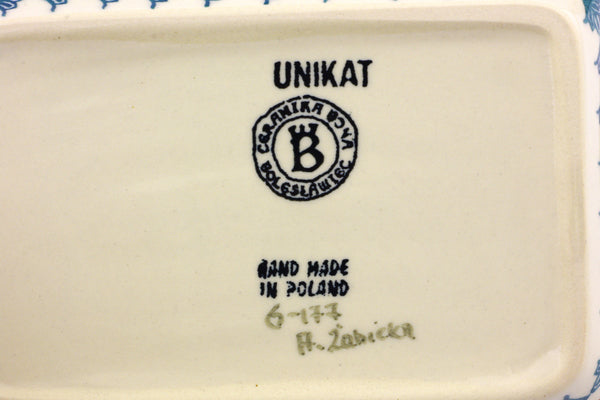 UNIKAT
CERAMIKA
B
BOLESŁAWIEC
HAND MADE
IN POLAND
6-177
A. Żabicka